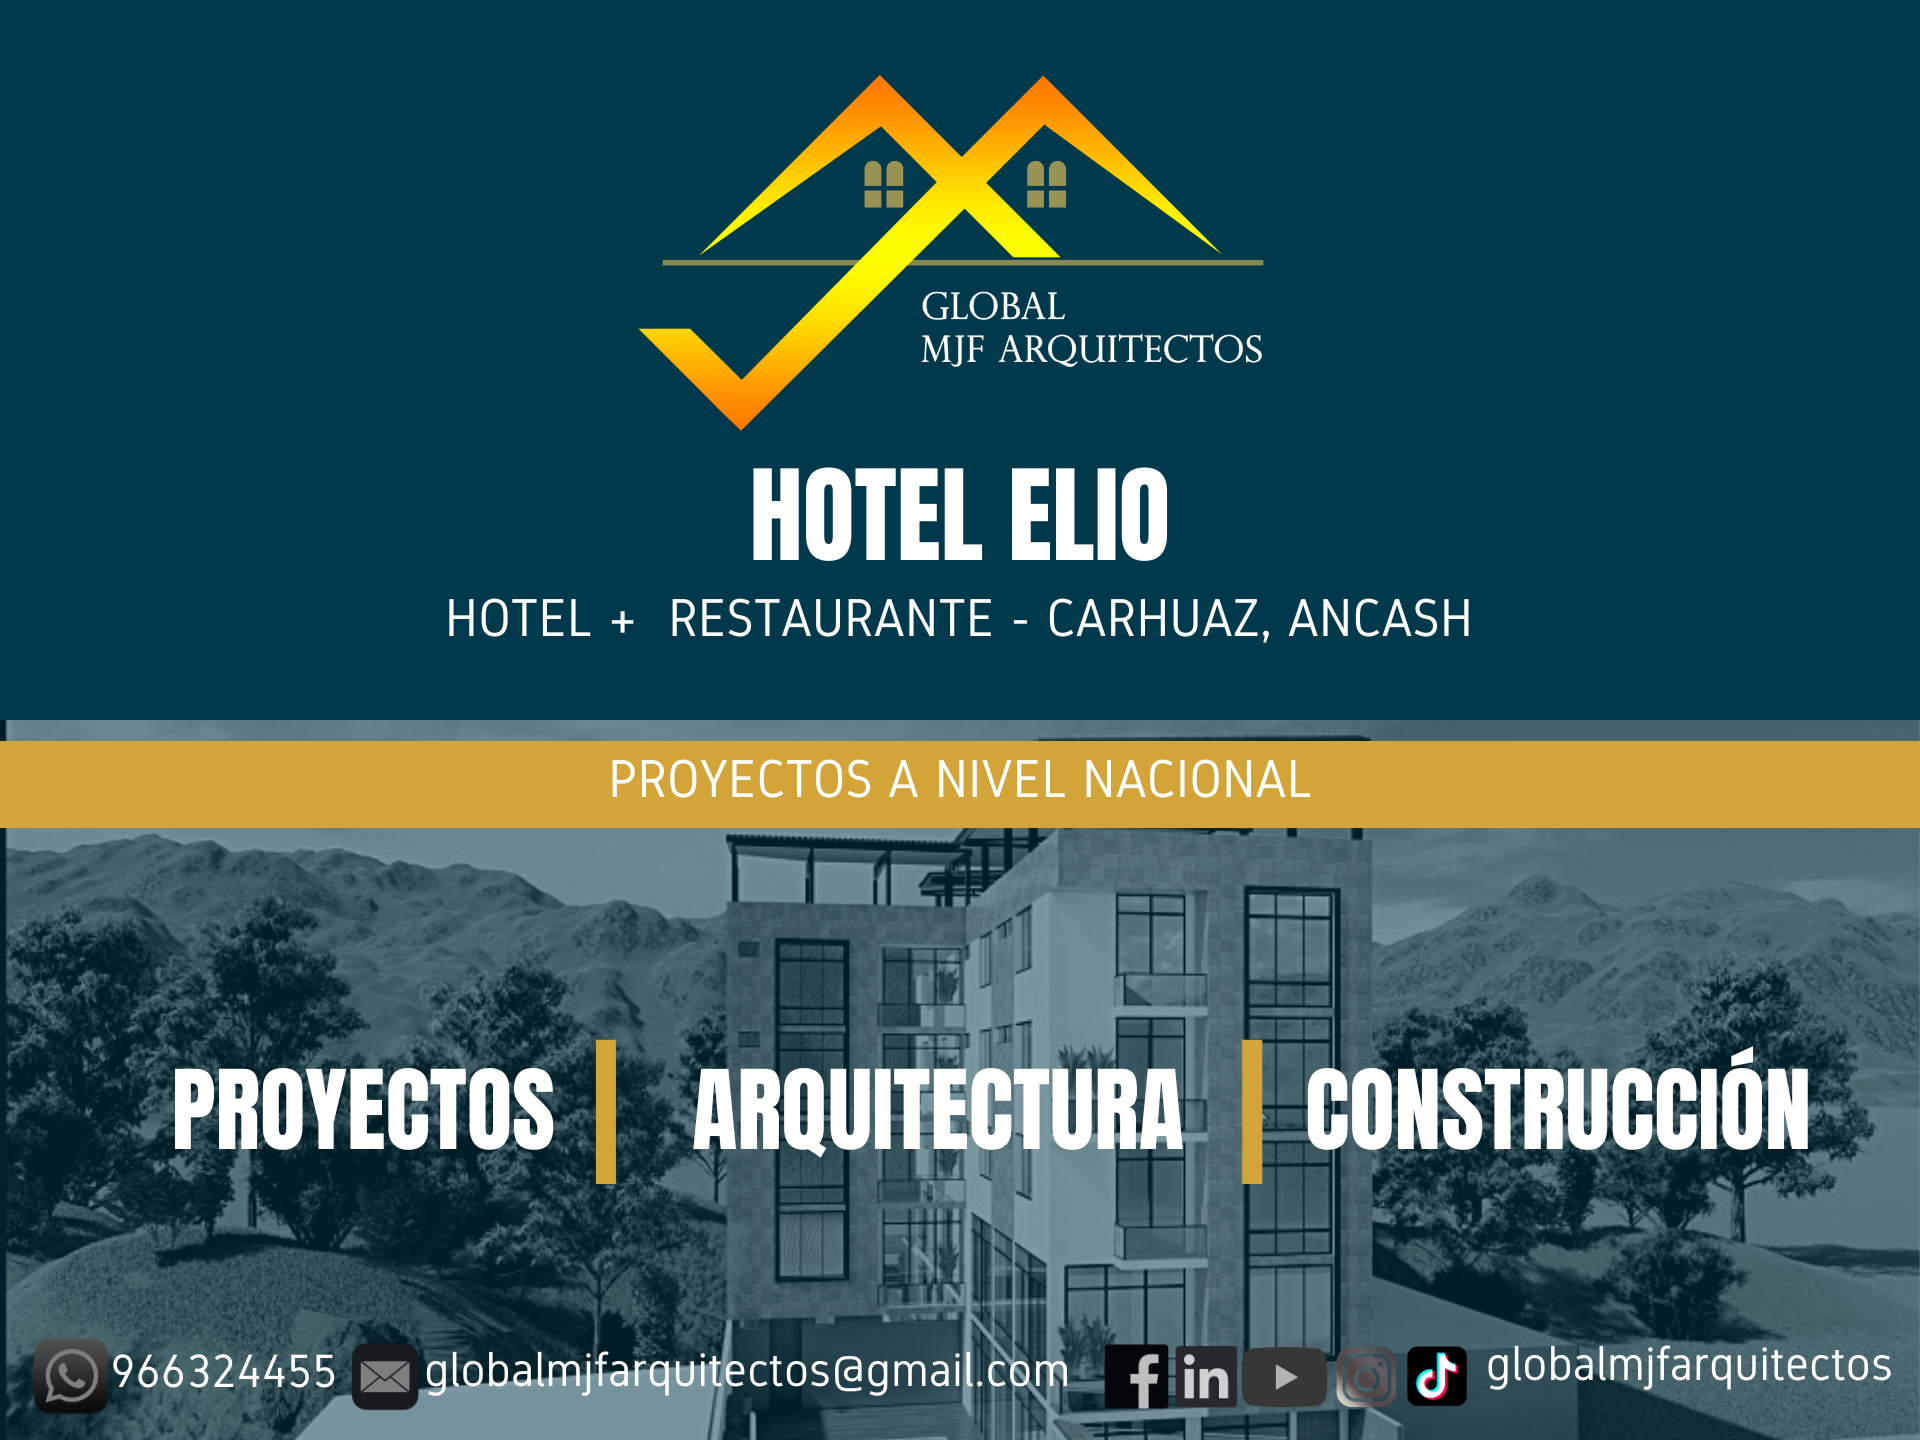 GLOBAL
MJF ARQUITECTOS
HOTEL ELIO
HOTEL + RESTAURANTE - CARHUAZ, ANCASH
PROYECTOS A NIVEL NACIONAL
PROYECTOS ARQUITECTURA CONSTRUCCIÓN
966324455 globalmjfarquitectos@gmail.com globalmjfarquitectos